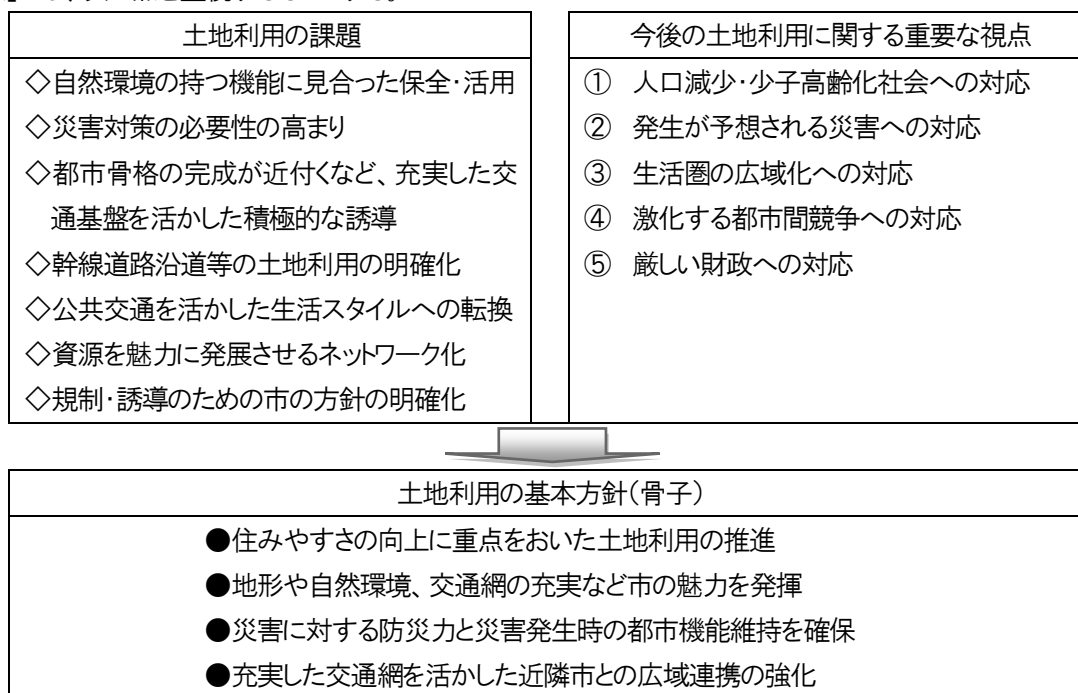 土地利用の課題
◇自然環境の持つ機能に見合った保全・活用
◇災害対策の必要性の高まり
◇都市骨格の完成が近付くなど、充実した交
通基盤を活かした積極的な誘導
◇幹線道路沿道等の土地利用の明確化
◇公共交通を活かした生活スタイルへの転換
◇資源を魅力に発展させるネットワーク化
◇規制・誘導のための市の方針の明確化
今後の土地利用に関する重要な視点
① 人口減少・少子高齢化社会への対応
② 発生が予想される災害への対応
③ 生活圏の広域化への対応
④ 激化する都市間競争への対応
⑤ 厳しい財政への対応
土地利用の基本方針（骨子）
●住みやすさの向上に重点をおいた土地利用の推進
●地形や自然環境、交通網の充実など市の魅力を発揮
●災害に対する防災力と災害発生時の都市機能維持を確保
●充実した交通網を活かした近隣市との広域連携の強化